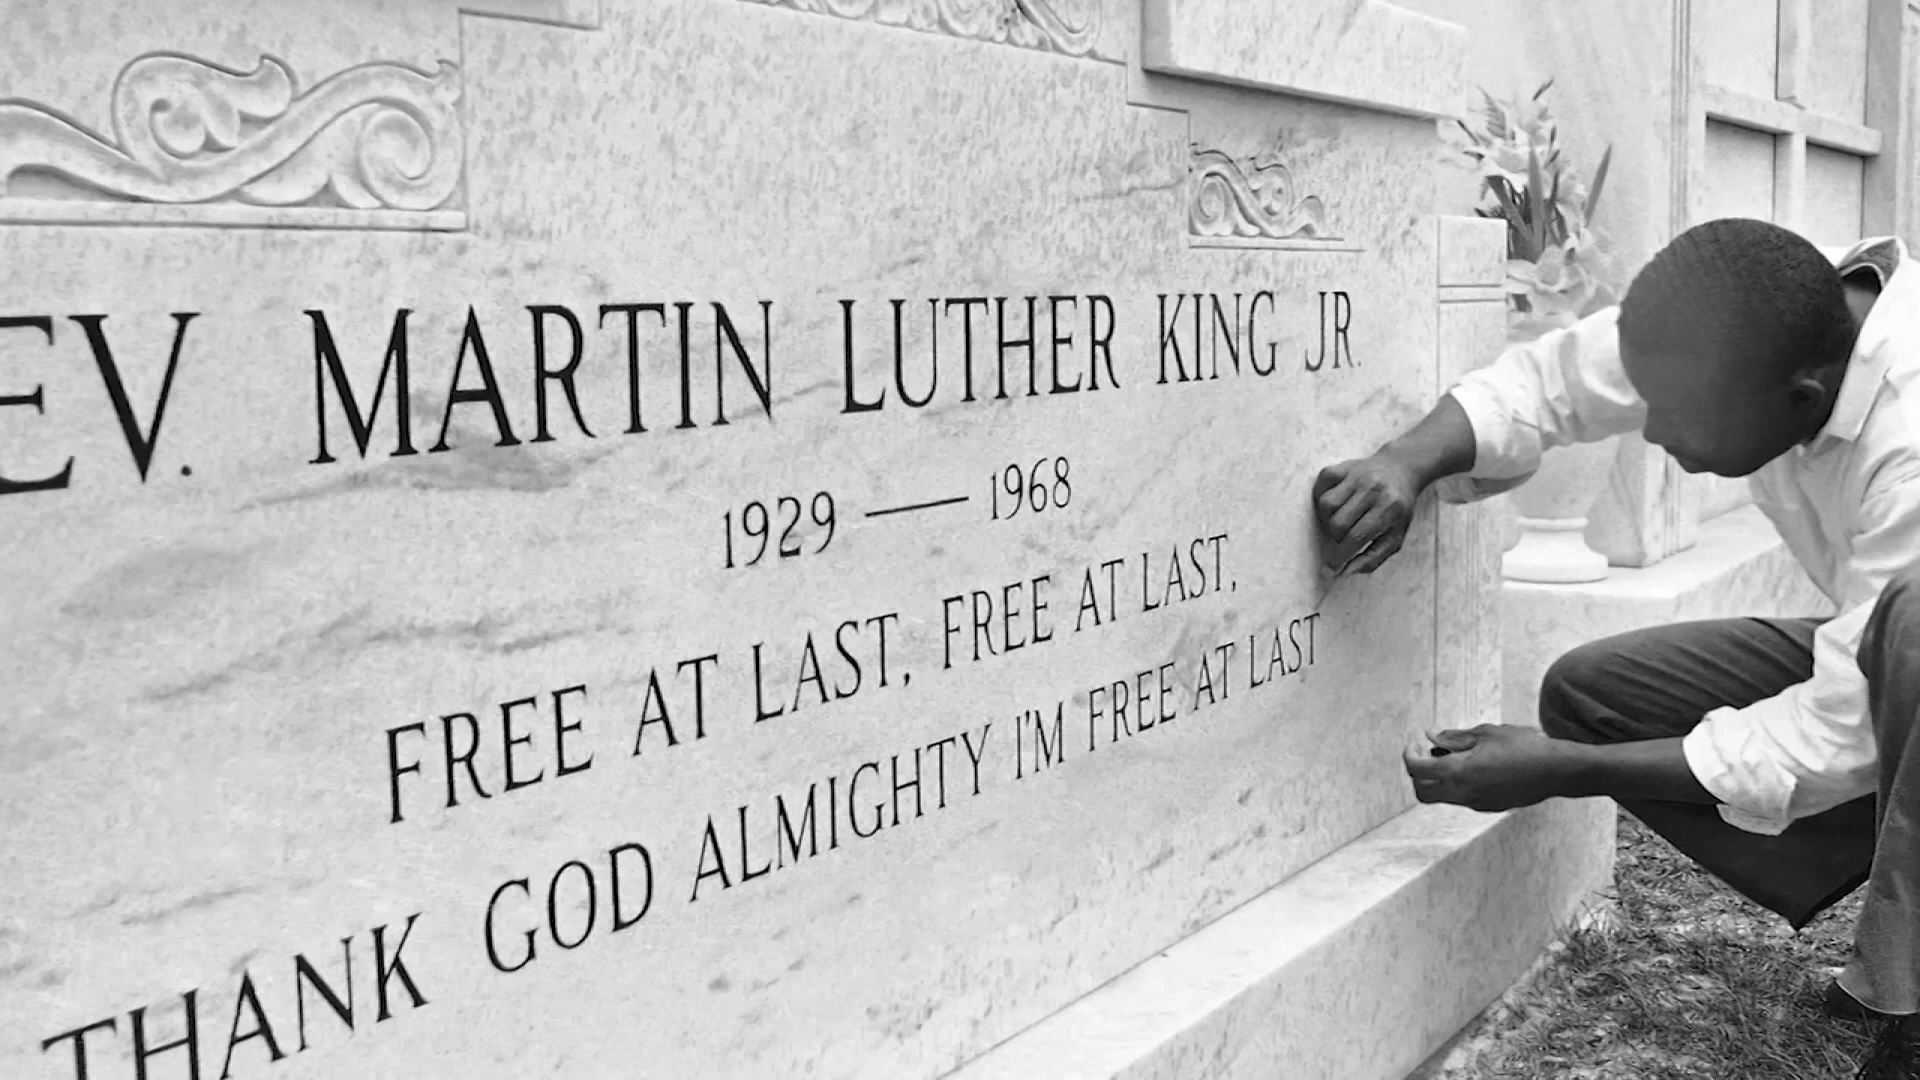 EV. MARTIN LUTHER KING JR.
1929 — 1968
FREE AT LAST, FREE AT LAST,
THANK GOD ALMIGHTY I'M FREE AT LAST